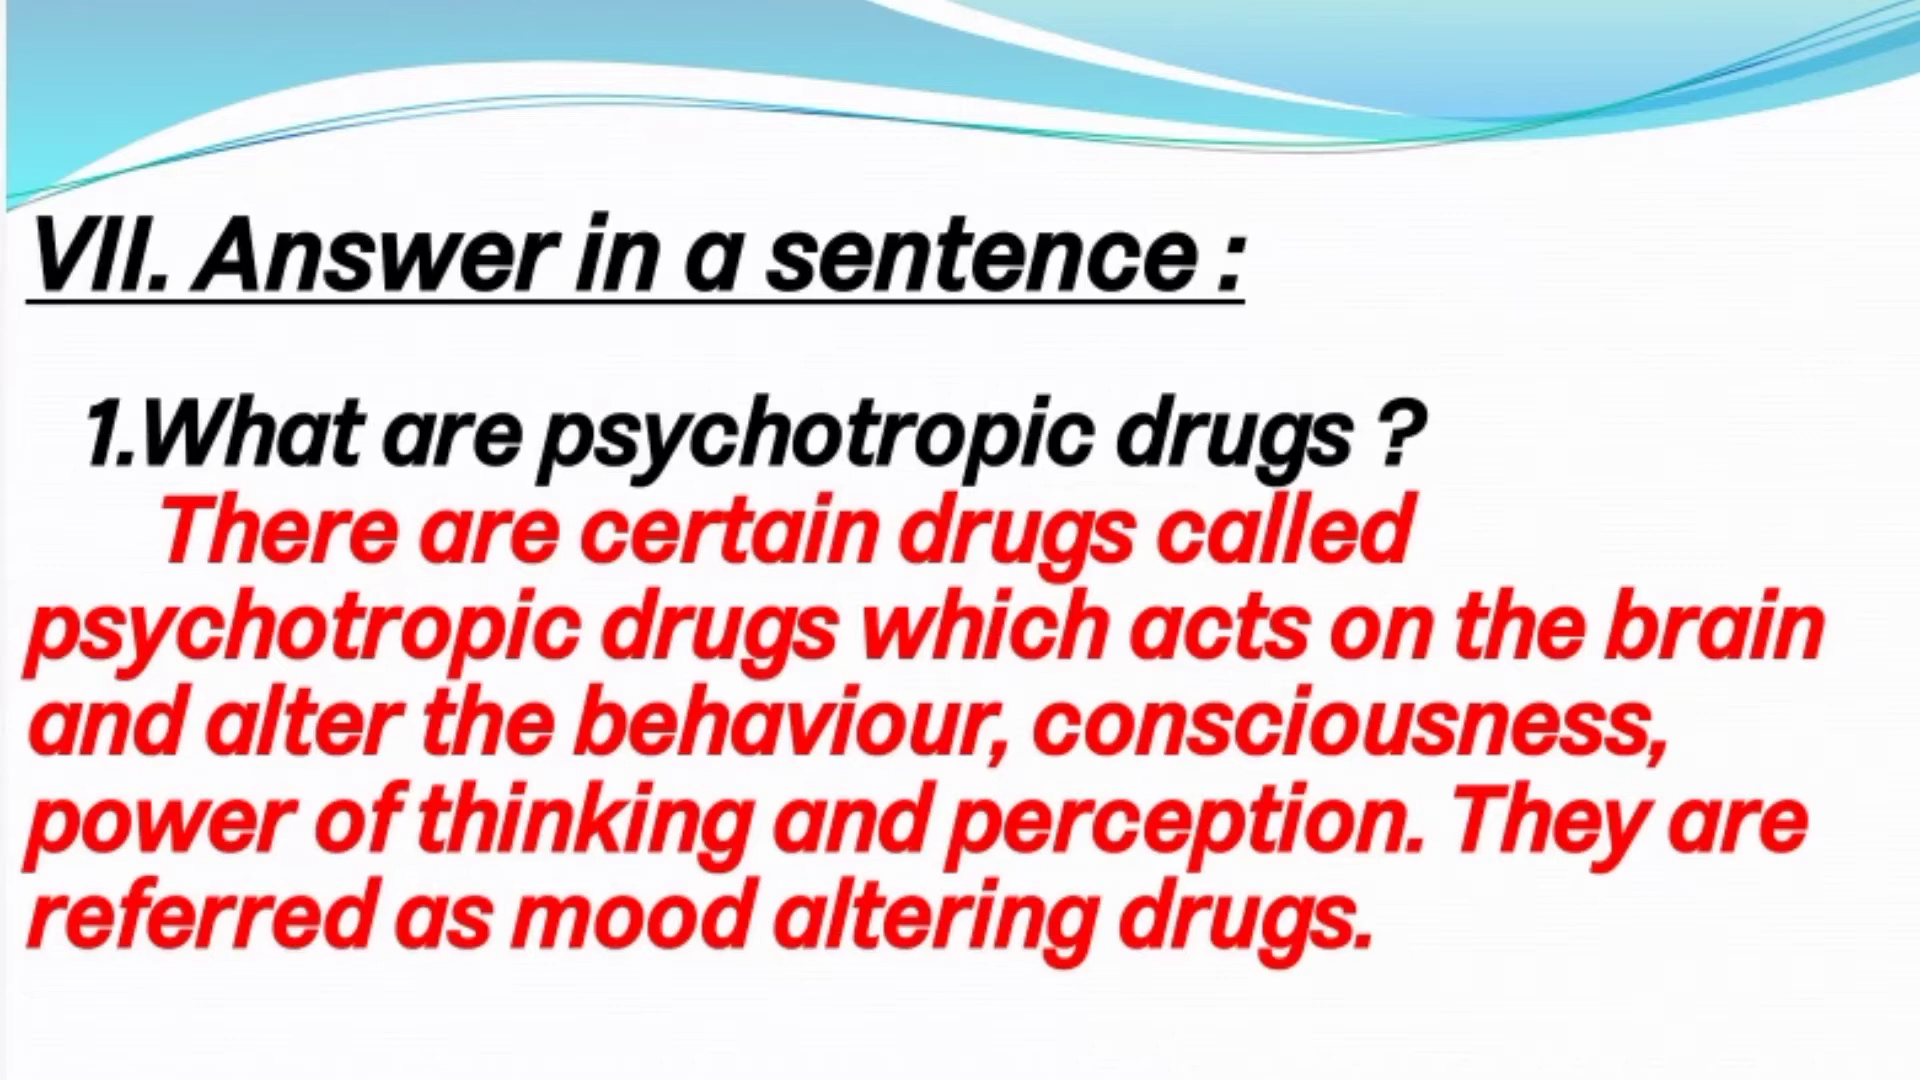 VII. Answer in a sentence :
1.What are psychotropic drugs ?
There are certain drugs called
psychotropic drugs which acts on the brain
and alter the behaviour, consciousness,
power of thinking and perception. They are
referred as mood altering drugs.